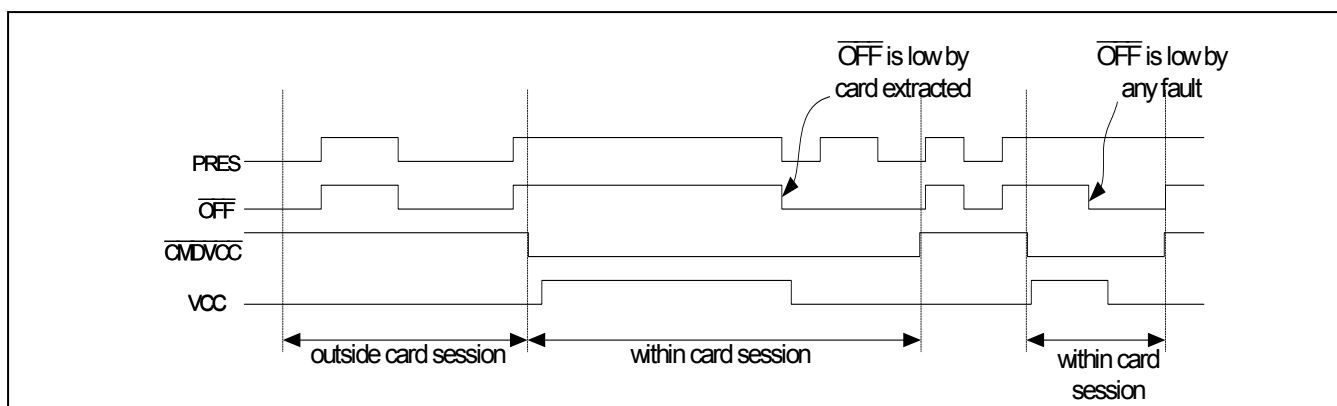 OFF is low by
card extracted
OFF is low by
any fault
PRES
OFF
CMDVCC
VCC
outside card session
within card session
within card
session